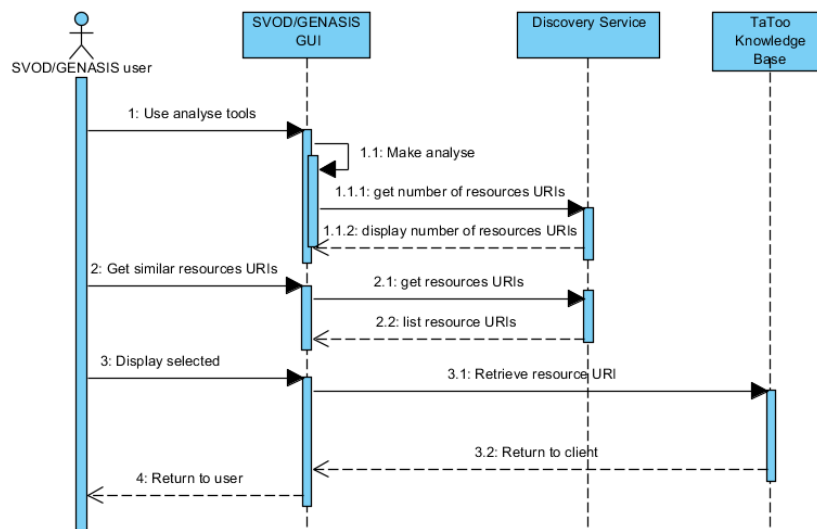 SVOD/GENASIS
GUI
Discovery Service
TaToo
Knowledge
Base
SVOD/GENASIS user
1: Use analyse tools
1.1: Make analyse
1.1.1: get number of resources URIs
1.1.2: display number of resources URIs
2: Get similar resources URIs
2.1: get resources URIs
2.2: list resource URIs
3: Display selected
3.1: Retrieve resource URI
3.2: Return to client
4: Return to user